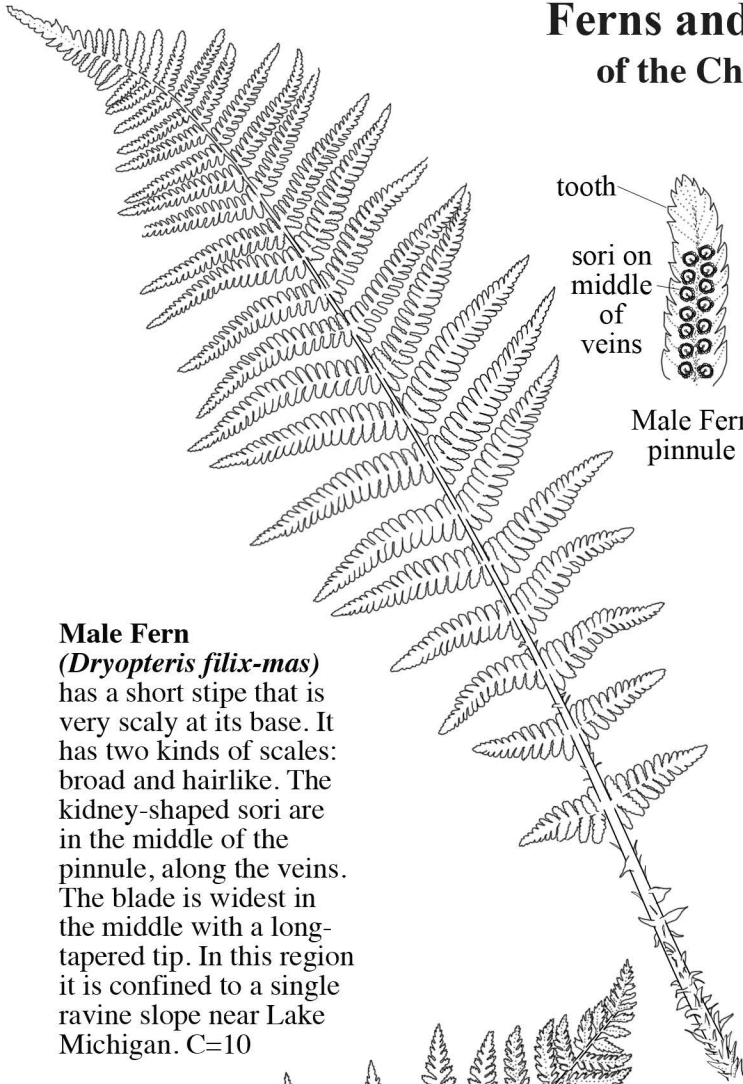 Ferns and
of the Ch
tooth
sori on
middle
of
veins
Male Fern
pinnule
Male Fern
(Dryopteris filix-mas)
has a short stipe that is
very scaly at its base. It
has two kinds of scales:
broad and hairlike. The
kidney-shaped sori are
in the middle of the
pinnule, along the veins.
The blade is widest in
the middle with a long-
tapered tip. In this region
it is confined to a single
ravine slope near Lake
Michigan. C=10